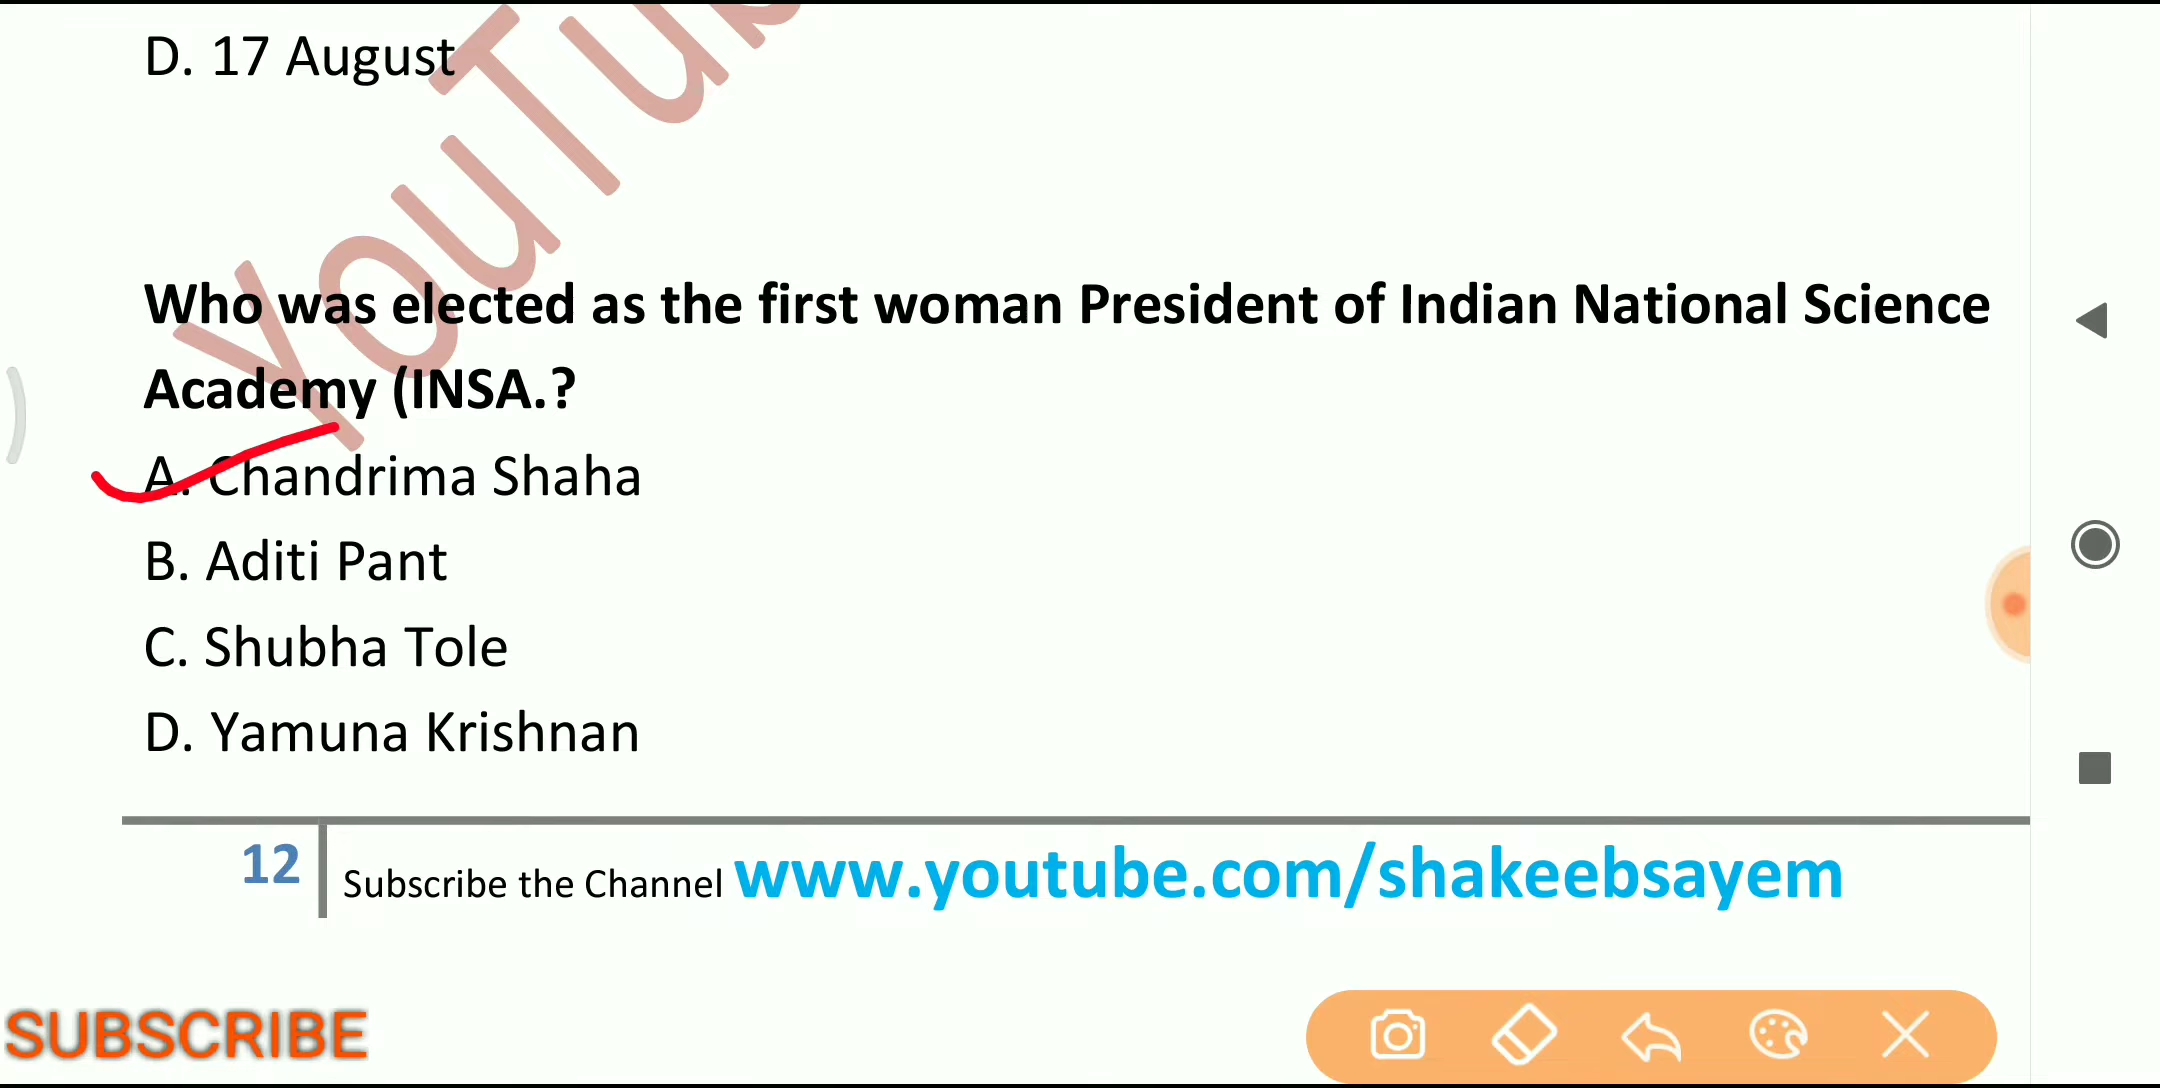 D. 17 August
YouTub
Who was elected as the first woman President of Indian National Science
Academy (INSA.?
A. Chandrima Shaha
B. Aditi Pant
C. Shubha Tole
D. Yamuna Krishnan
12 Subscribe the Channel www.youtube.com/shakeebsayem
SUBSCRIBE